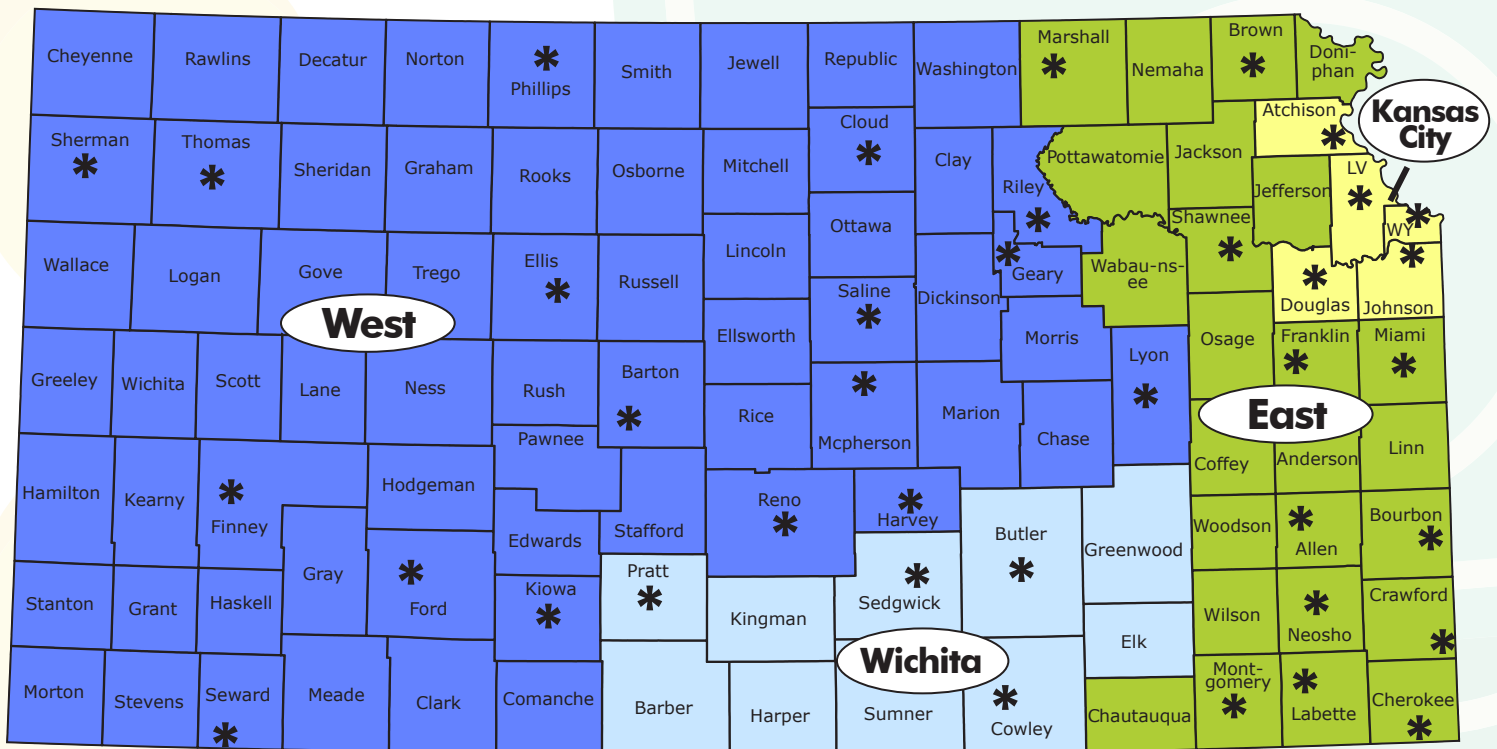 Cheyenne
Rawlins
Decatur
Norton
*
Phillips
Smith
Jewell
Republic
Washington
Marshall
*
Nemaha
Brown
*
Doni-
phan
Sherman
*
Thomas
*
Sheridan
Graham
Rooks
Osborne
Mitchell
Cloud
*
Clay
Riley
*
Pottawatomie
Jackson
Atchison
*
Kansas
City
Jefferson
LV
*
WY
*
Wallace
Logan
Gove
Trego
Ellis
*
Russell
Lincoln
Ottawa
Saline
*
Dickinson
*
Geary
Wabau-ns-
ee
Shawnee
*
*
Douglas
*
Johnson
West
Ellsworth
Morris
Lyon
*
Osage
Franklin
*
Miami
*
Greeley
Wichita
Scott
Lane
Ness
Rush
Barton
*
Rice
*
Mcpherson
Marion
Chase
East
Pawnee
Coffey
Anderson
Linn
Hamilton
Kearny
*
Finney
Hodgeman
Edwards
Stafford
Reno
*
*
Harvey
Butler
*
Greenwood
Woodson
*
Allen
Bourbon
*
Stanton
Grant
Haskell
Gray
*
Ford
Kiowa
*
Pratt
*
Kingman
*
Sedgwick
Elk
Wilson
*
Neosho
Crawford
*
Wichita
Morton
Stevens
Seward
*
Meade
Clark
Comanche
Barber
Harper
Sumner
*
Cowley
Chautauqua
Mont-
gomery
*
*
Labette
Cherokee
*